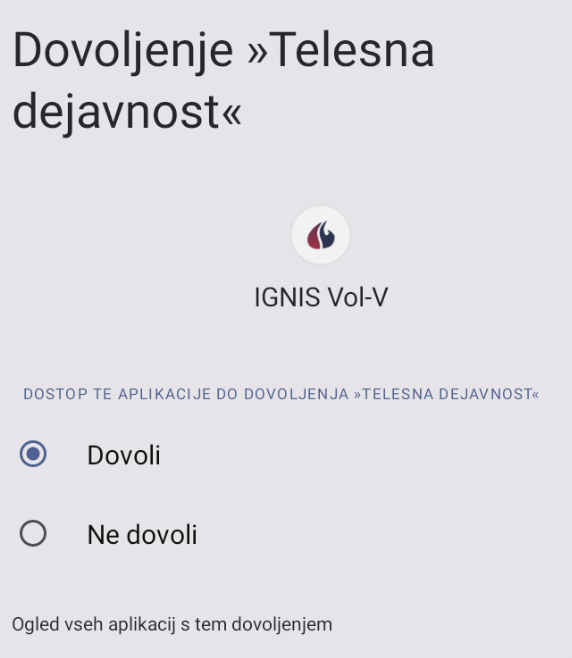 Dovoljenje »Telesna
dejavnost«
IGNIS Vol-V
DOSTOP TE APLIKACIJE DO DOVOLJENJA »TELESNA DEJAVNOST«
Dovoli
Ne dovoli
Ogled vseh aplikacij s tem dovoljenjem